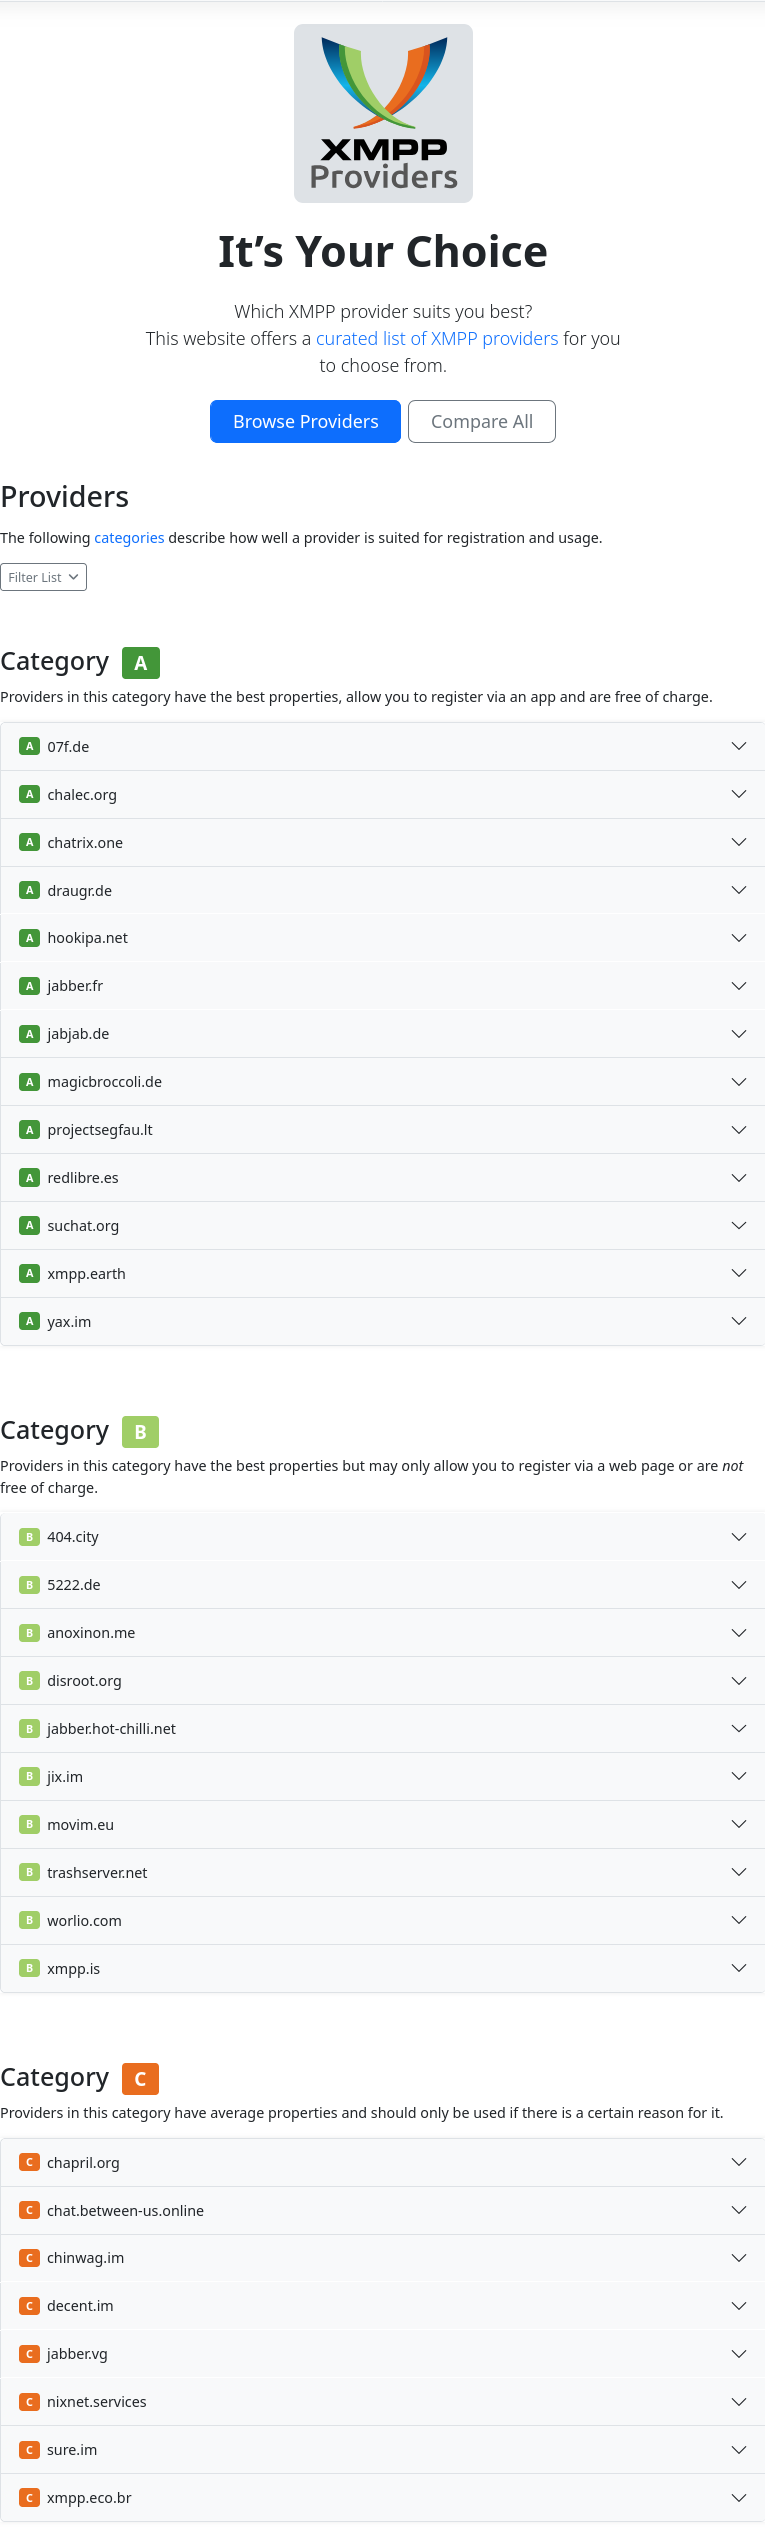 XMPP
Providers
It’s Your Choice
Which XMPP provider suits you best?
This website offers a curated list of XMPP providers for you
to choose from.
Browse Providers
Compare All
Providers
The following categories describe how well a provider is suited for registration and usage.
Filter List
Category A
Providers in this category have the best properties, allow you to register via an app and are free of charge.
A 07f.de
A chalec.org
A chatrix.one
A draugr.de
A hookipa.net
A jabber.fr
A jabjab.de
A magicbroccoli.de
A projectsegfau.lt
A redlibre.es
A suchat.org
A xmpp.earth
A yax.im
Category B
Providers in this category have the best properties but may only allow you to register via a web page or are not
free of charge.
B 404.city
B 5222.de
B anoxinon.me
B disroot.org
B jabber.hot-chilli.net
B jix.im
B movim.eu
B trashserver.net
B worlio.com
B xmpp.is
Category C
Providers in this category have average properties and should only be used if there is a certain reason for it.
C chapril.org
C chat.between-us.online
C chinwag.im
C decent.im
C jabber.vg
C nixnet.services
C sure.im
C xmpp.eco.br